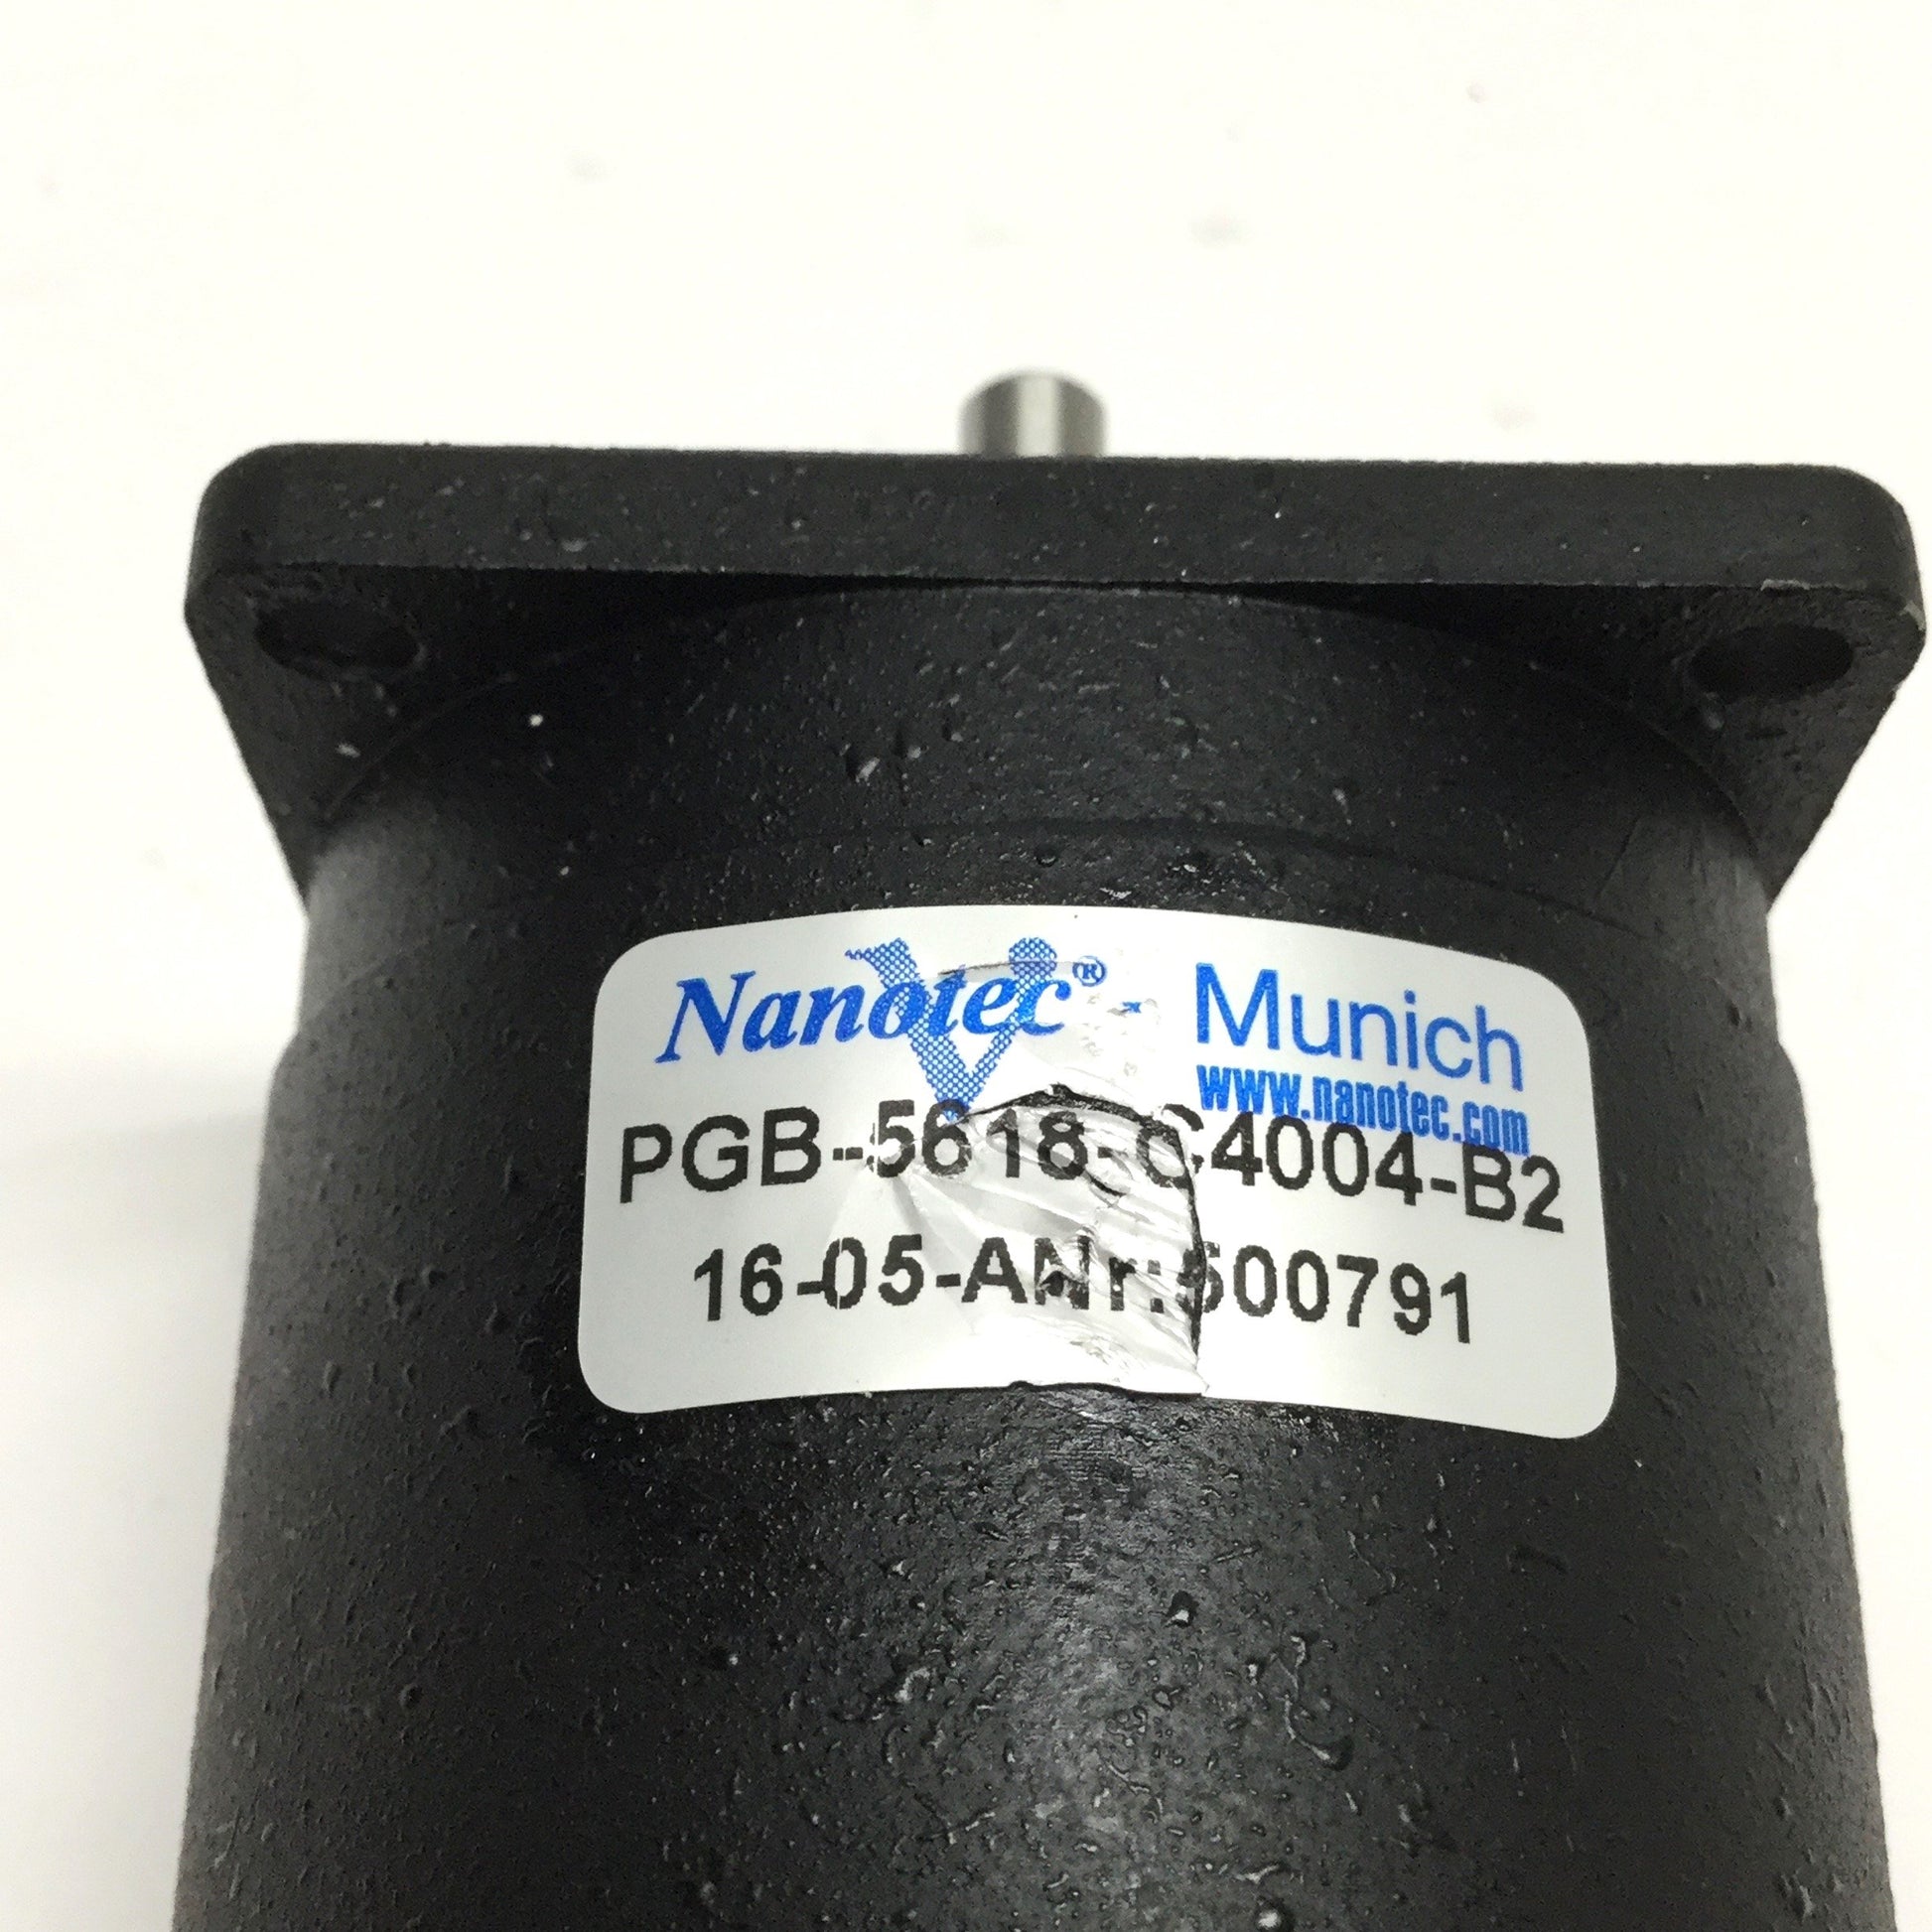 Nanotec® - Munich
www.nanotec.com
PGB-5618-C4004-B2
16-05-ANr:500791